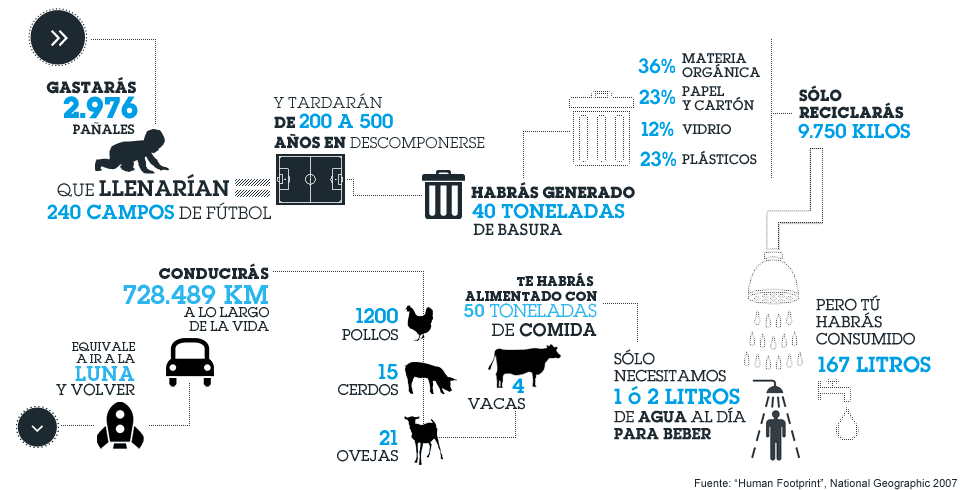 GASTARÁS
2.976
PAÑALES
QUE LLENARÍAN
240 CAMPOS DE FÚTBOL
Y TARDARÁN
DE 200 A 500
AÑOS EN DESCOMPONERSE
HABRÁS GENERADO
40 TONELADAS
DE BASURA
36% MATERIA
ORGÁNICA
23% PAPEL
Y CARTÓN
12% VIDRIO
23% PLÁSTICOS
SÓLO
RECICLARÁS
9.750 KILOS
PERO TÚ
HABRÁS
CONSUMIDO
167 LITROS
SÓLO
NECESITAMOS
1 Ó 2 LITROS
DE AGUA AL DÍA
PARA BEBER
TE HABRÁS
ALIMENTADO CON
50 TONELADAS
DE COMIDA
4
VACAS
1200
POLLOS
15
CERDOS
21
OVEJAS
CONDUCIRÁS
728.489 KM
A LO LARGO
DE LA VIDA
EQUIVALE
A IR A LA
LUNA
Y VOLVER
Fuente: “Human Footprint”, National Geographic 2007